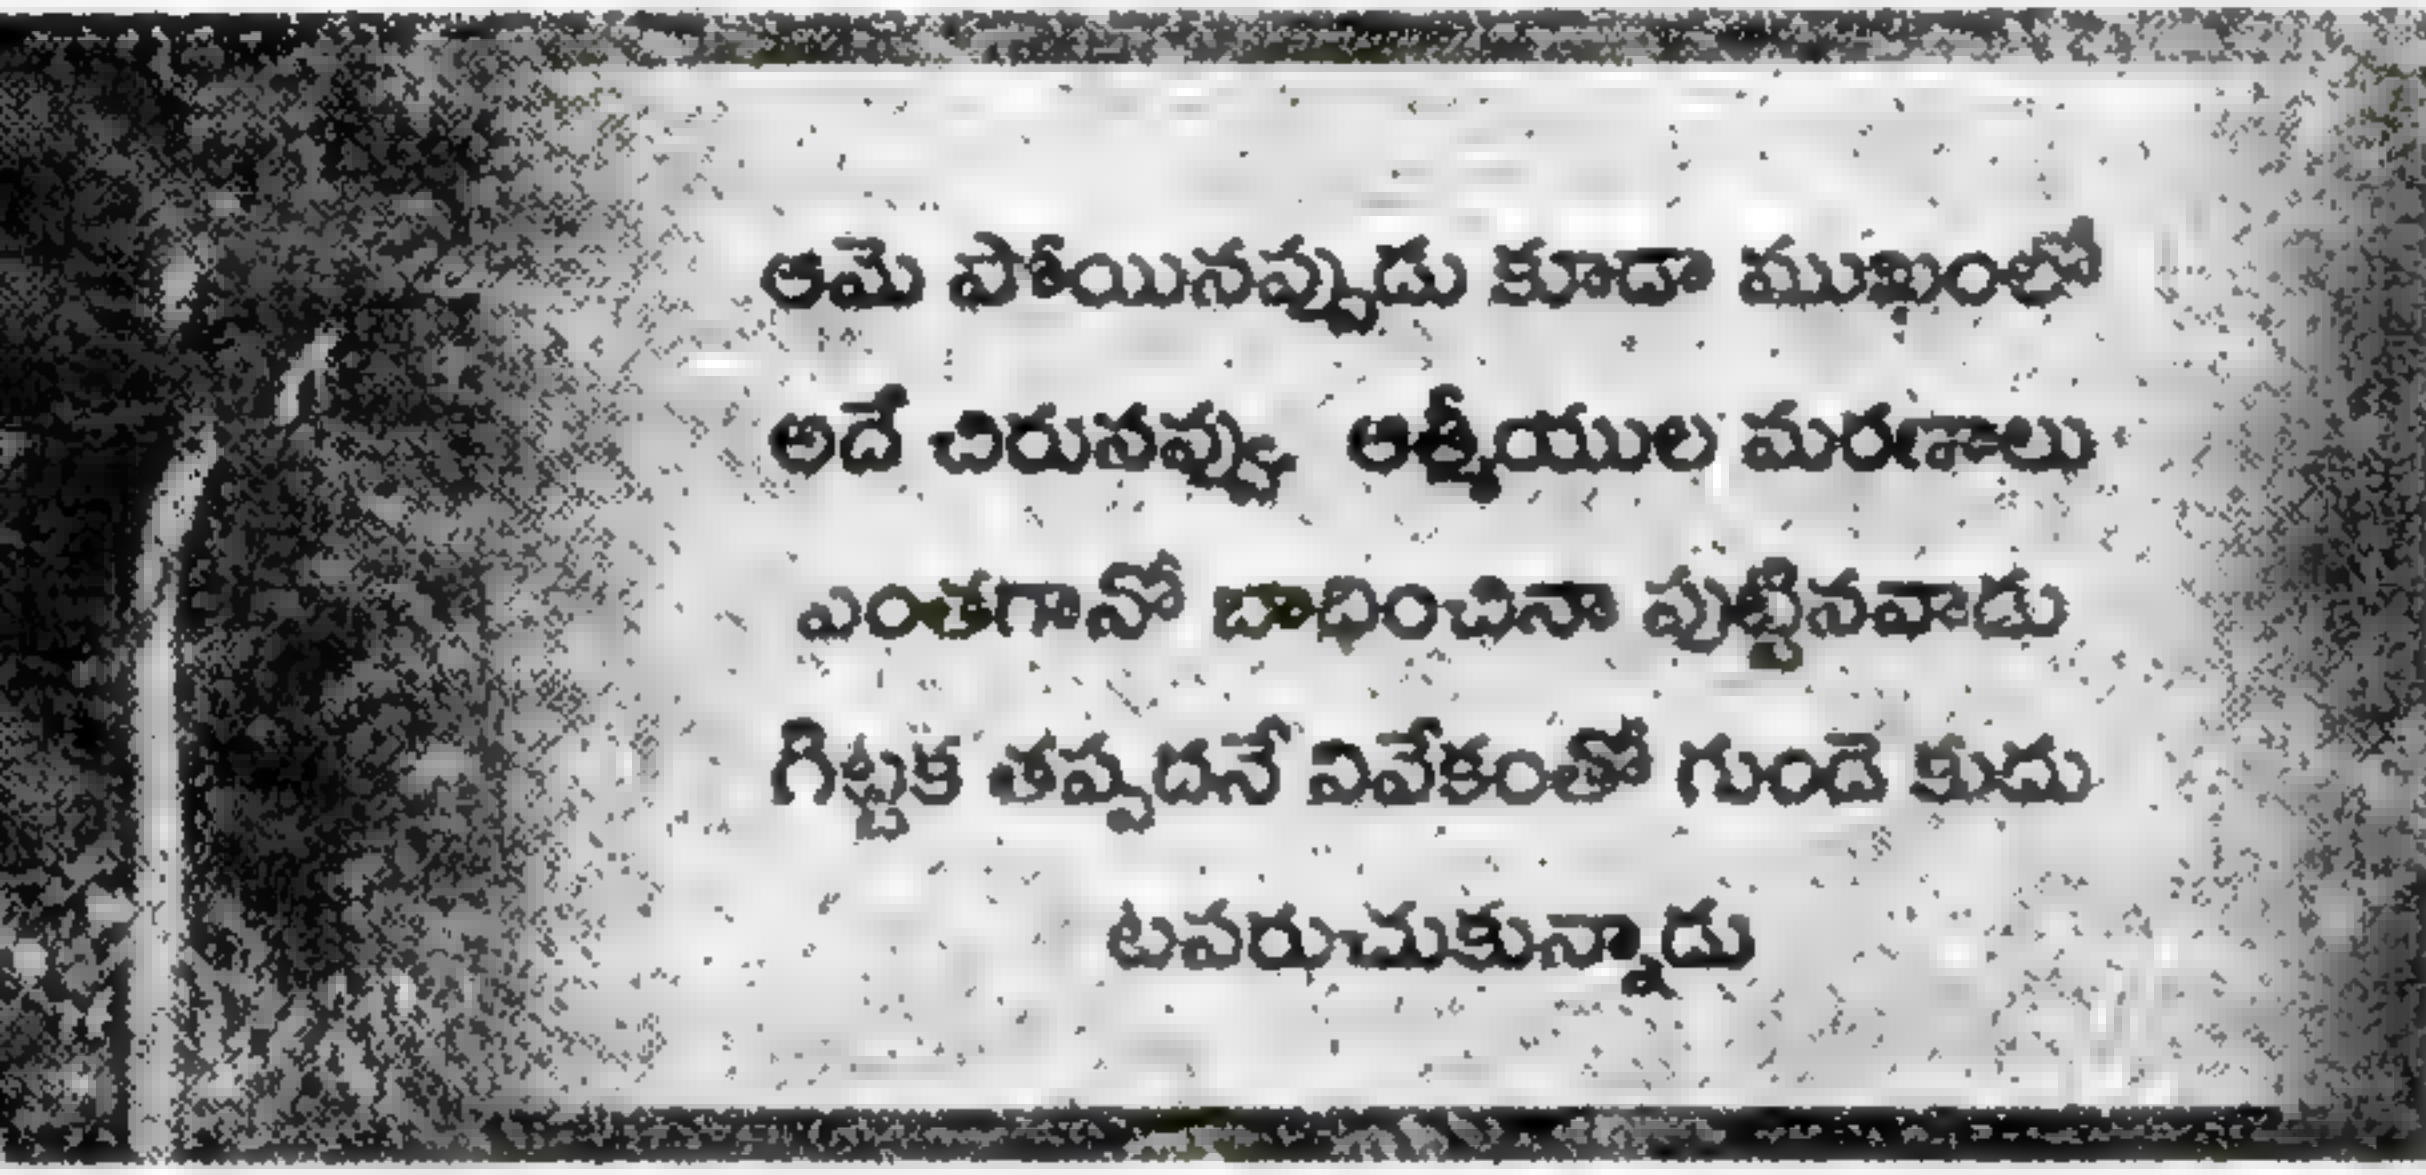 ఆమె పోయినప్పుడు కూడా ముఖంలో
అదే చిరునవ్వు ఆత్మీయుల మరణాలు
ఎంతగానో బాధించినా పుట్టినవాడు
గిట్టక తప్పదనే వివేకంతో గుండె కుదు
టపరుచుకున్నాడు